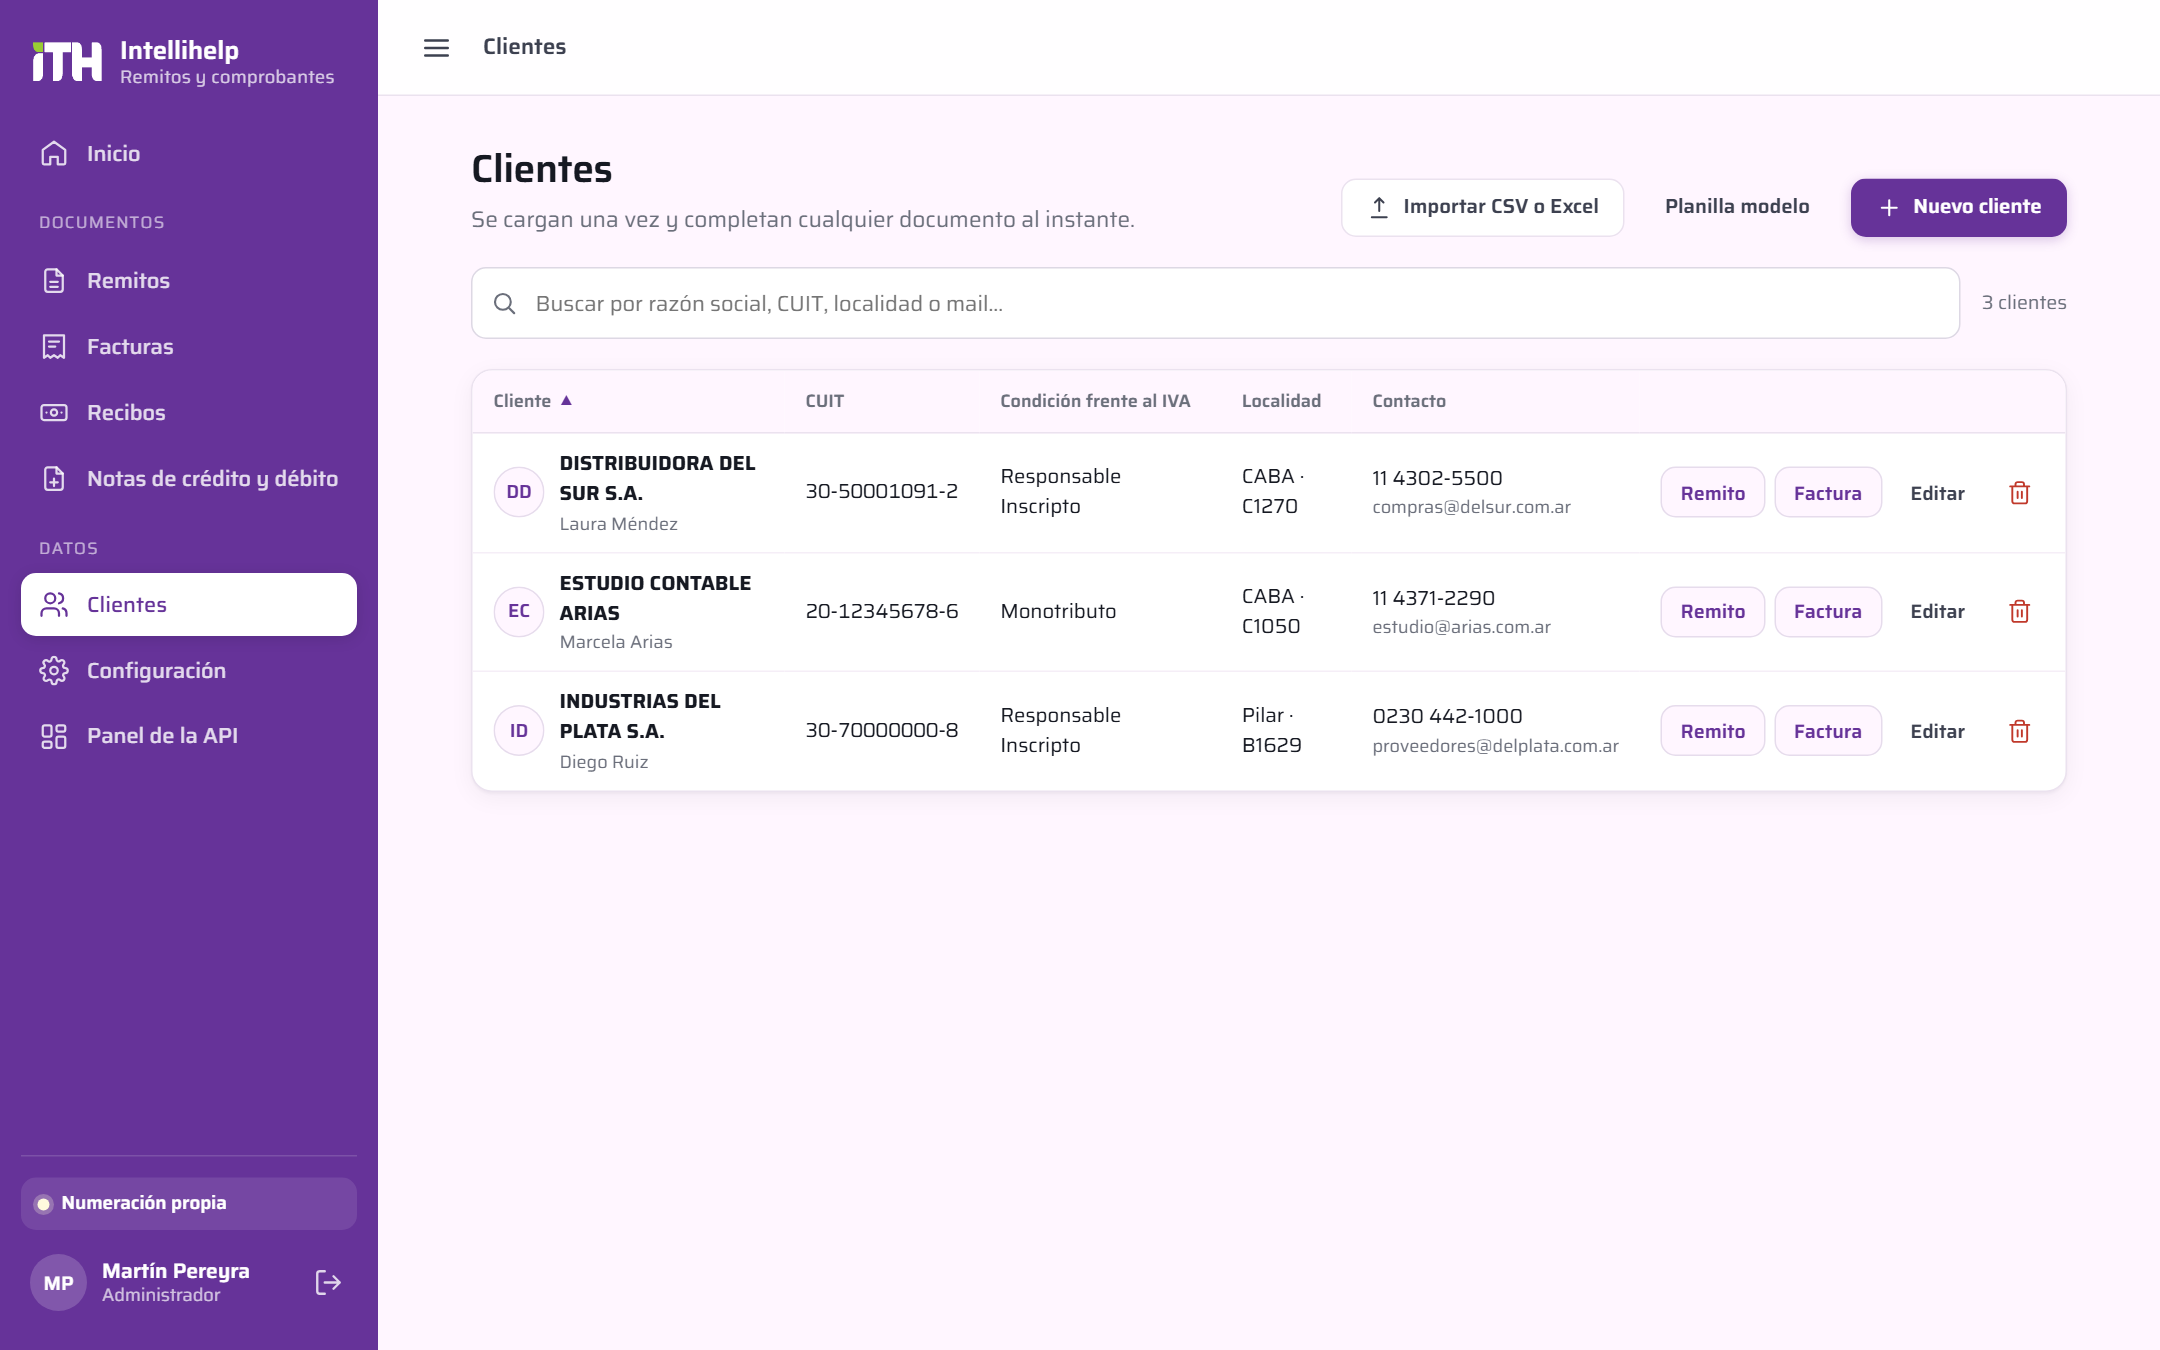 iTH
Intellihelp
Remitos y comprobantes
Inicio
DOCUMENTOS
Remitos
Facturas
Recibos
Notas de crédito y débito
DATOS
Clientes
Configuración
Panel de la API
Numeración propia
MP
Martín Pereyra
Administrador
Clientes
Clientes
Se cargan una vez y completan cualquier documento al instante.
Importar CSV o Excel
Planilla modelo
Nuevo cliente
Buscar por razón social, CUIT, localidad o mail...
3 clientes
Cliente ▲ CUIT Condición frente al IVA Localidad Contacto
DD
DISTRIBUIDORA DEL
SUR S.A.
Laura Méndez
30-50001091-2
Responsable
Inscripto
CABA ·
C1270
11 4302-5500
compras@delsur.com.ar
Remito
Factura
Editar
EC
ESTUDIO CONTABLE
ARIAS
Marcela Arias
20-12345678-6
Monotributo
CABA ·
C1050
11 4371-2290
estudio@arias.com.ar
Remito
Factura
Editar
ID
INDUSTRIAS DEL
PLATA S.A.
Diego Ruiz
30-70000000-8
Responsable
Inscripto
Pilar ·
B1629
0230 442-1000
proveedores@delplata.com.ar
Remito
Factura
Editar